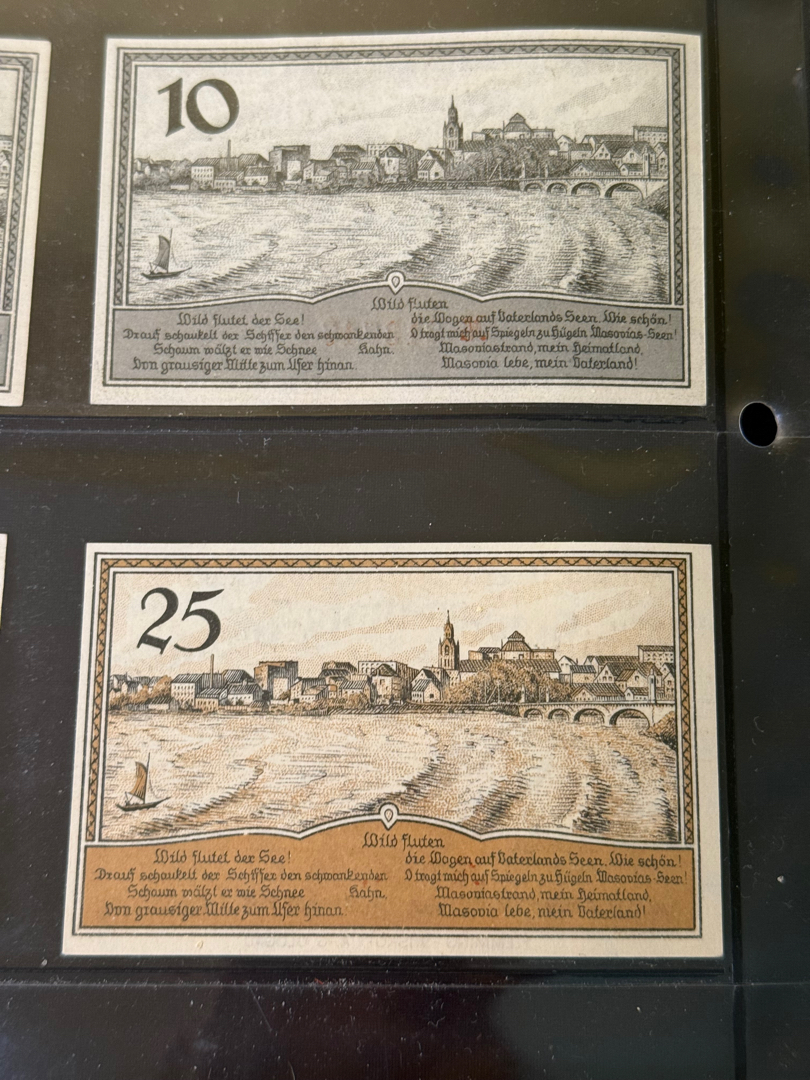 10
Wild flutet der See!
Drauf schaukelt der Schiffer den schwankenden
Schaum wälzt er wie Schnee Kahn.
Von grausiger Mitte zum Ufer hinan.
Wild fluten
die Wogen auf Vaterlands Seen. Wie schön!
O tragt mich auf Spiegeln zu Hügeln Masovias-Seen!
Masoviastrand, mein Heimatland,
Masovia lebe, mein Vaterland!
25
Wild flutet der See!
Drauf schaukelt der Schiffer den schwankenden
Schaum wälzt er wie Schnee Kahn.
Von grausiger Mitte zum Ufer hinan.
Wild fluten
die Wogen auf Vaterlands Seen. Wie schön!
O tragt mich auf Spiegeln zu Hügeln Masovias-Seen!
Masoviastrand, mein Heimatland,
Masovia lebe, mein Vaterland!